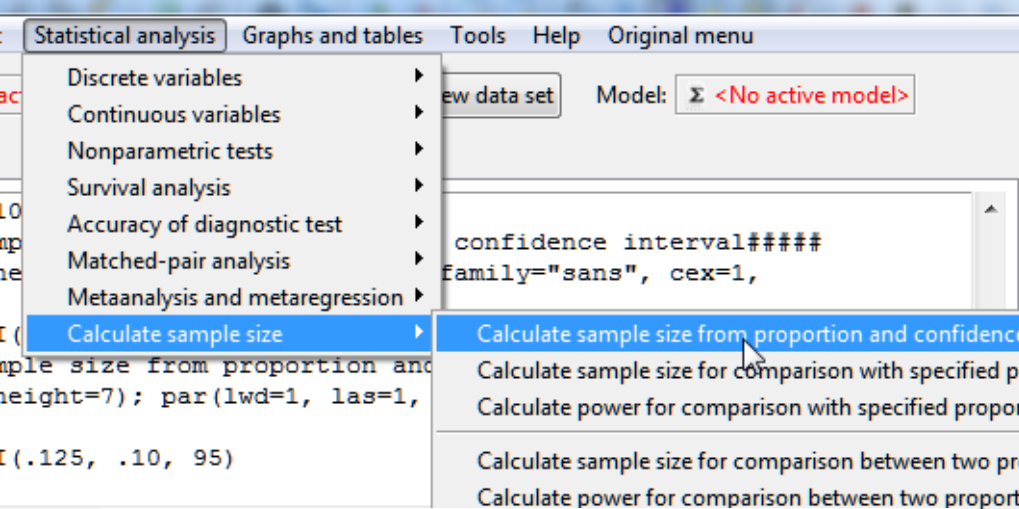 Statistical analysis Graphs and tables Tools Help Original menu
Discrete variables
ew data set Model: Σ <No active model>
Continuous variables
Nonparametric tests
Survival analysis
Accuracy of diagnostic test
confidence interval#####
Matched-pair analysis
family="sans", cex=1,
Metaanalysis and metaregression
Calculate sample size
Calculate sample size from proportion and confidence
mple size from proportion and
Calculate sample size for comparison with specified p
height=7); par(lwd=1, las=1,
Calculate power for comparison with specified propor
I(.125, .10, 95)
Calculate sample size for comparison between two pr
Calculate power for comparison between two proport